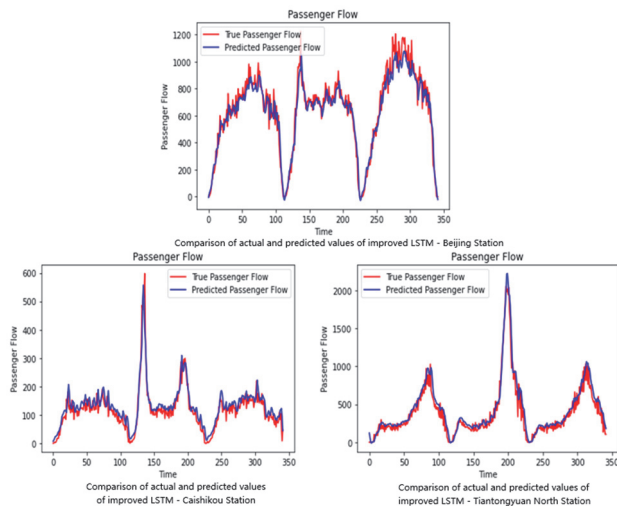 Passenger Flow
True Passenger Flow
Predicted Passenger Flow
Passenger Flow
1200
1000
800
600
400
200
0
0 50 100 150 200 250 300 350
Time
Comparison of actual and predicted values of improved LSTM - Beijing Station
Passenger Flow
True Passenger Flow
Predicted Passenger Flow
Passenger Flow
600
500
400
300
200
100
0
0 50 100 150 200 250 300 350
Time
Comparison of actual and predicted values
of improved LSTM - Caishikou Station
Passenger Flow
True Passenger Flow
Predicted Passenger Flow
Passenger Flow
2000
1500
1000
500
0
0 50 100 150 200 250 300 350
Time
Comparison of actual and predicted values of
improved LSTM - Tiantongyuan North Station